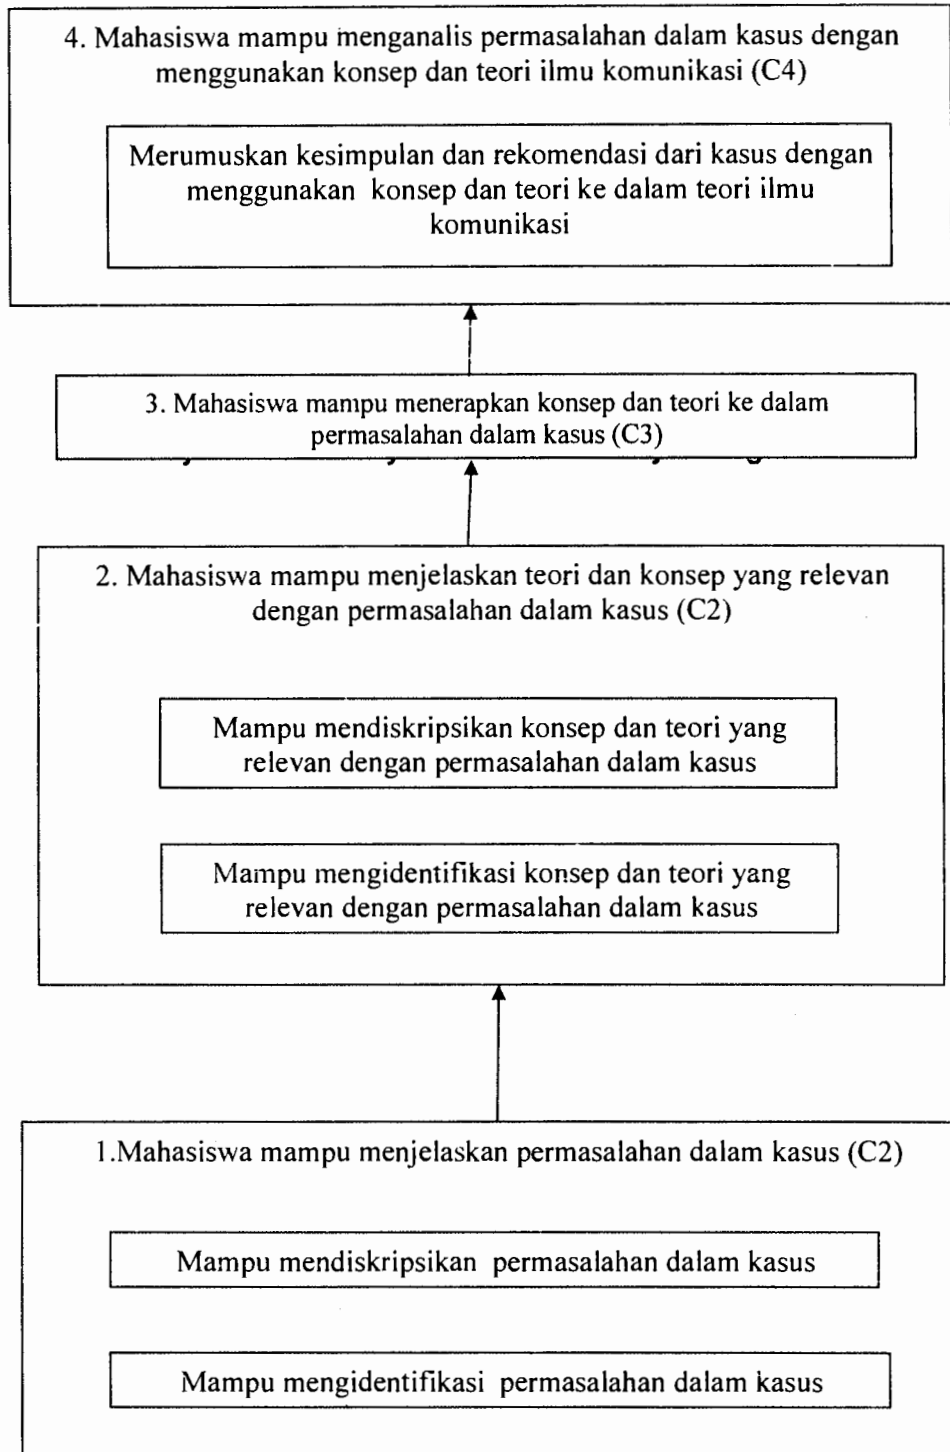 4. Mahasiswa mampu menganalis permasalahan dalam kasus dengan
menggunakan konsep dan teori ilmu komunikasi (C4)
Merumuskan kesimpulan dan rekomendasi dari kasus dengan
menggunakan konsep dan teori ke dalam teori ilmu
komunikasi
3. Mahasiswa mampu menerapkan konsep dan teori ke dalam
permasalahan dalam kasus (C3)
2. Mahasiswa mampu menjelaskan teori dan konsep yang relevan
dengan permasalahan dalam kasus (C2)
Mampu mendiskripsikan konsep dan teori yang
relevan dengan permasalahan dalam kasus
Mampu mengidentifikasi konsep dan teori yang
relevan dengan permasalahan dalam kasus
1.Mahasiswa mampu menjelaskan permasalahan dalam kasus (C2)
Mampu mendiskripsikan permasalahan dalam kasus
Mampu mengidentifikasi permasalahan dalam kasus